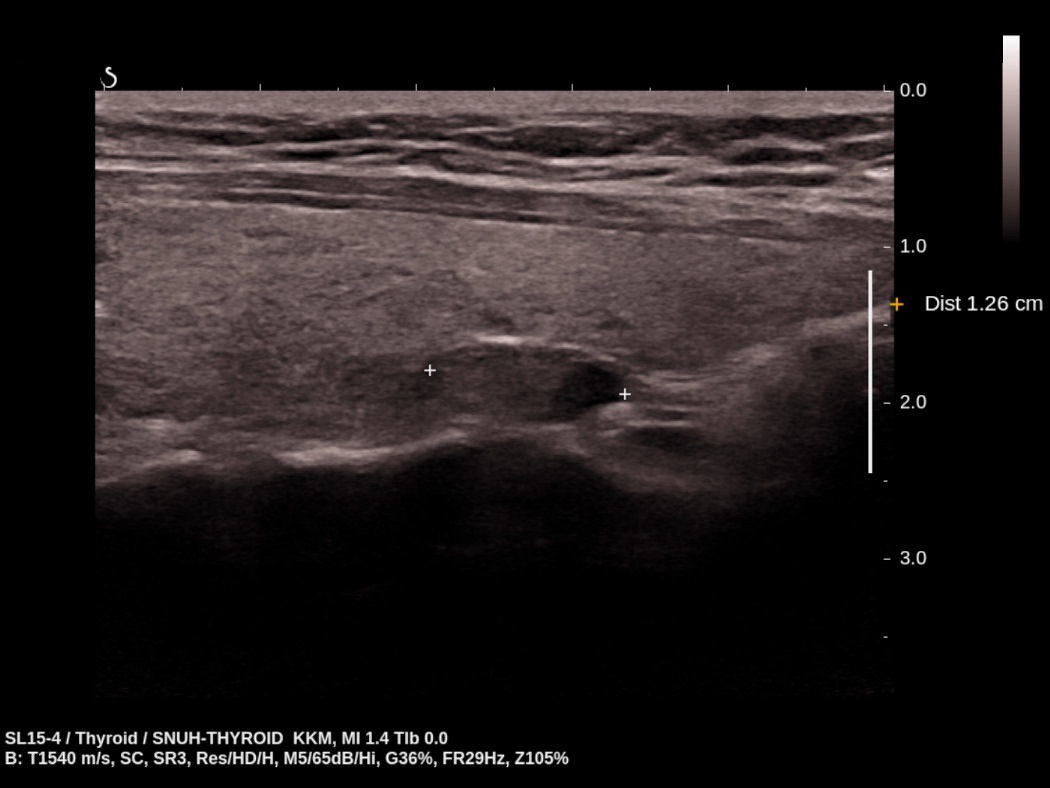 S
0.0
1.0
Dist 1.26 cm
2.0
3.0
SL15-4 / Thyroid / SNUH-THYROID KKM, MI 1.4 TIb 0.0
B: T1540 m/s, SC, SR3, Res/HD/H, M5/65dB/Hi, G36%, FR29Hz, Z105%